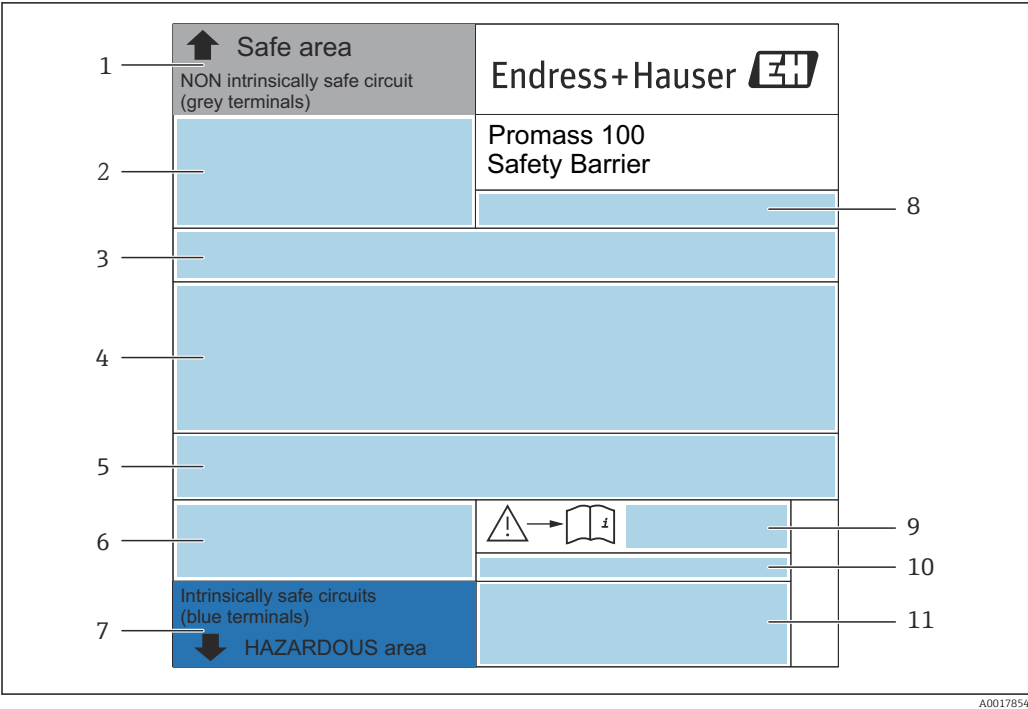 Safe area
NON intrinsically safe circuit
(grey terminals)
Endress+Hauser EH
Promass 100
Safety Barrier
1
2
3
4
5
6
7
8
9
10
11
i
Intrinsically safe circuits
(blue terminals)
HAZARDOUS area
A0017854